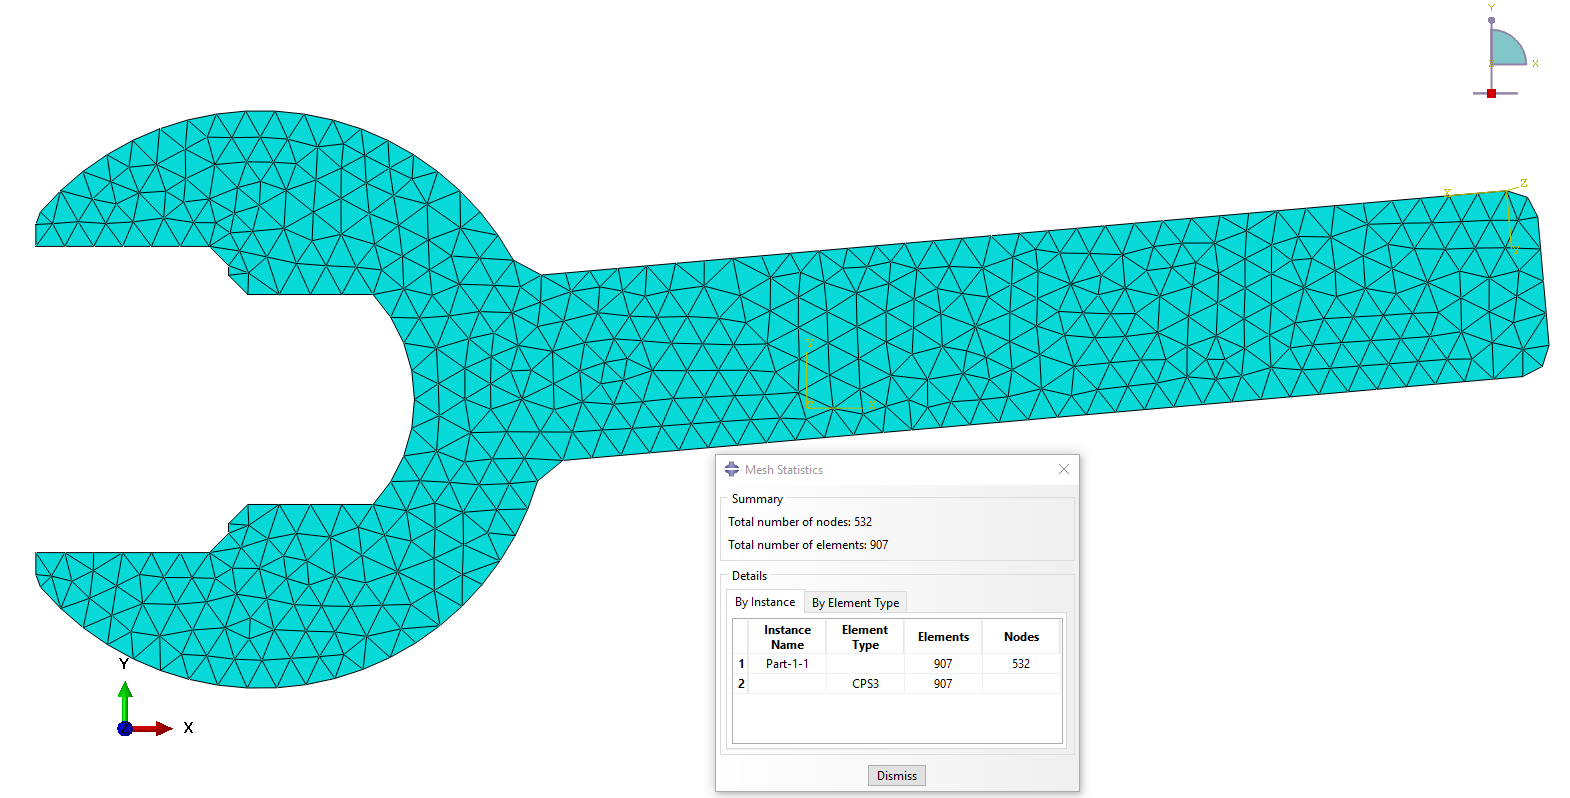 Y
X
Z
X
Z
Y
Y
X
Mesh Statistics
Summary
Total number of nodes: 532
Total number of elements: 907
Details
By Instance By Element Type
Instance Name Element Type Elements Nodes
1 Part-1-1 907 532
2 CPS3 907
Dismiss